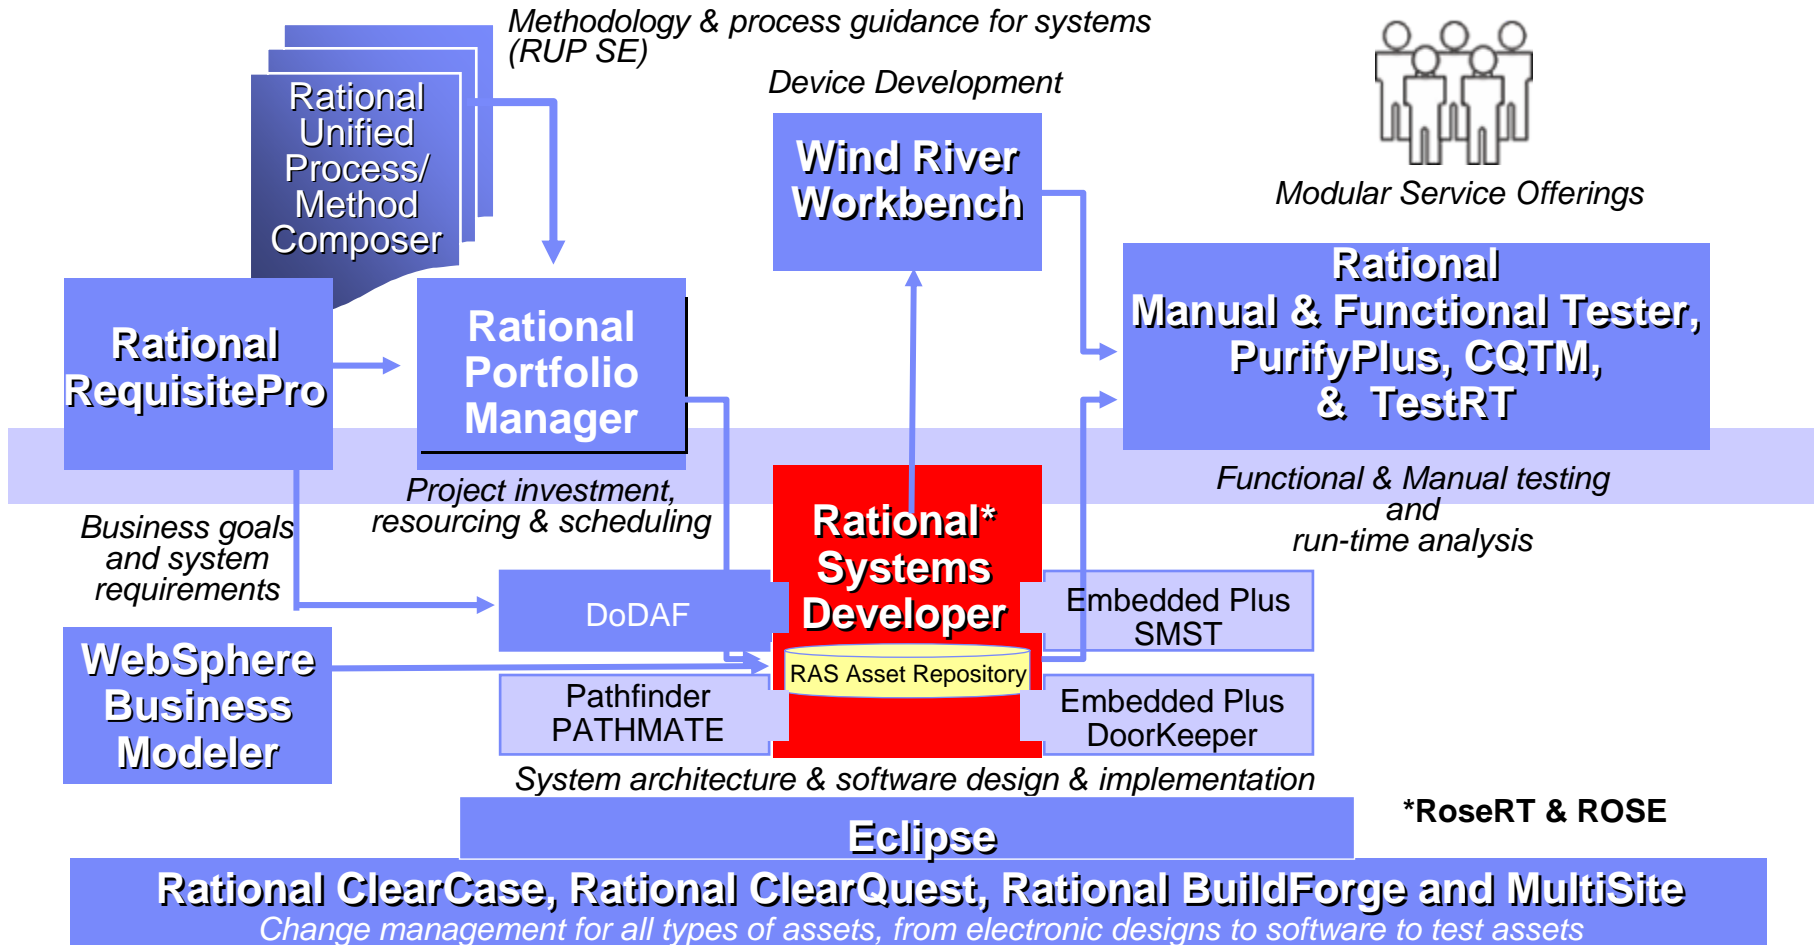 Methodology & process guidance for systems
(RUP SE)
Rational
Unified
Process/
Method
Composer
Device Development
Wind River
Workbench
Modular Service Offerings
Rational
RequisitePro
Rational
Portfolio
Manager
Rational
Manual & Functional Tester,
PurifyPlus, CQTM,
& TestRT
Business goals
and system
requirements
Project investment,
resourcing & scheduling
Functional & Manual testing
and
run-time analysis
Rational*
Systems
Developer
RAS Asset Repository
DoDAF
Embedded Plus
SMST
WebSphere
Business
Modeler
Pathfinder
PATHMATE
Embedded Plus
DoorKeeper
System architecture & software design & implementation
*RoseRT & ROSE
Eclipse
Rational ClearCase, Rational ClearQuest, Rational BuildForge and MultiSite
Change management for all types of assets, from electronic designs to software to test assets